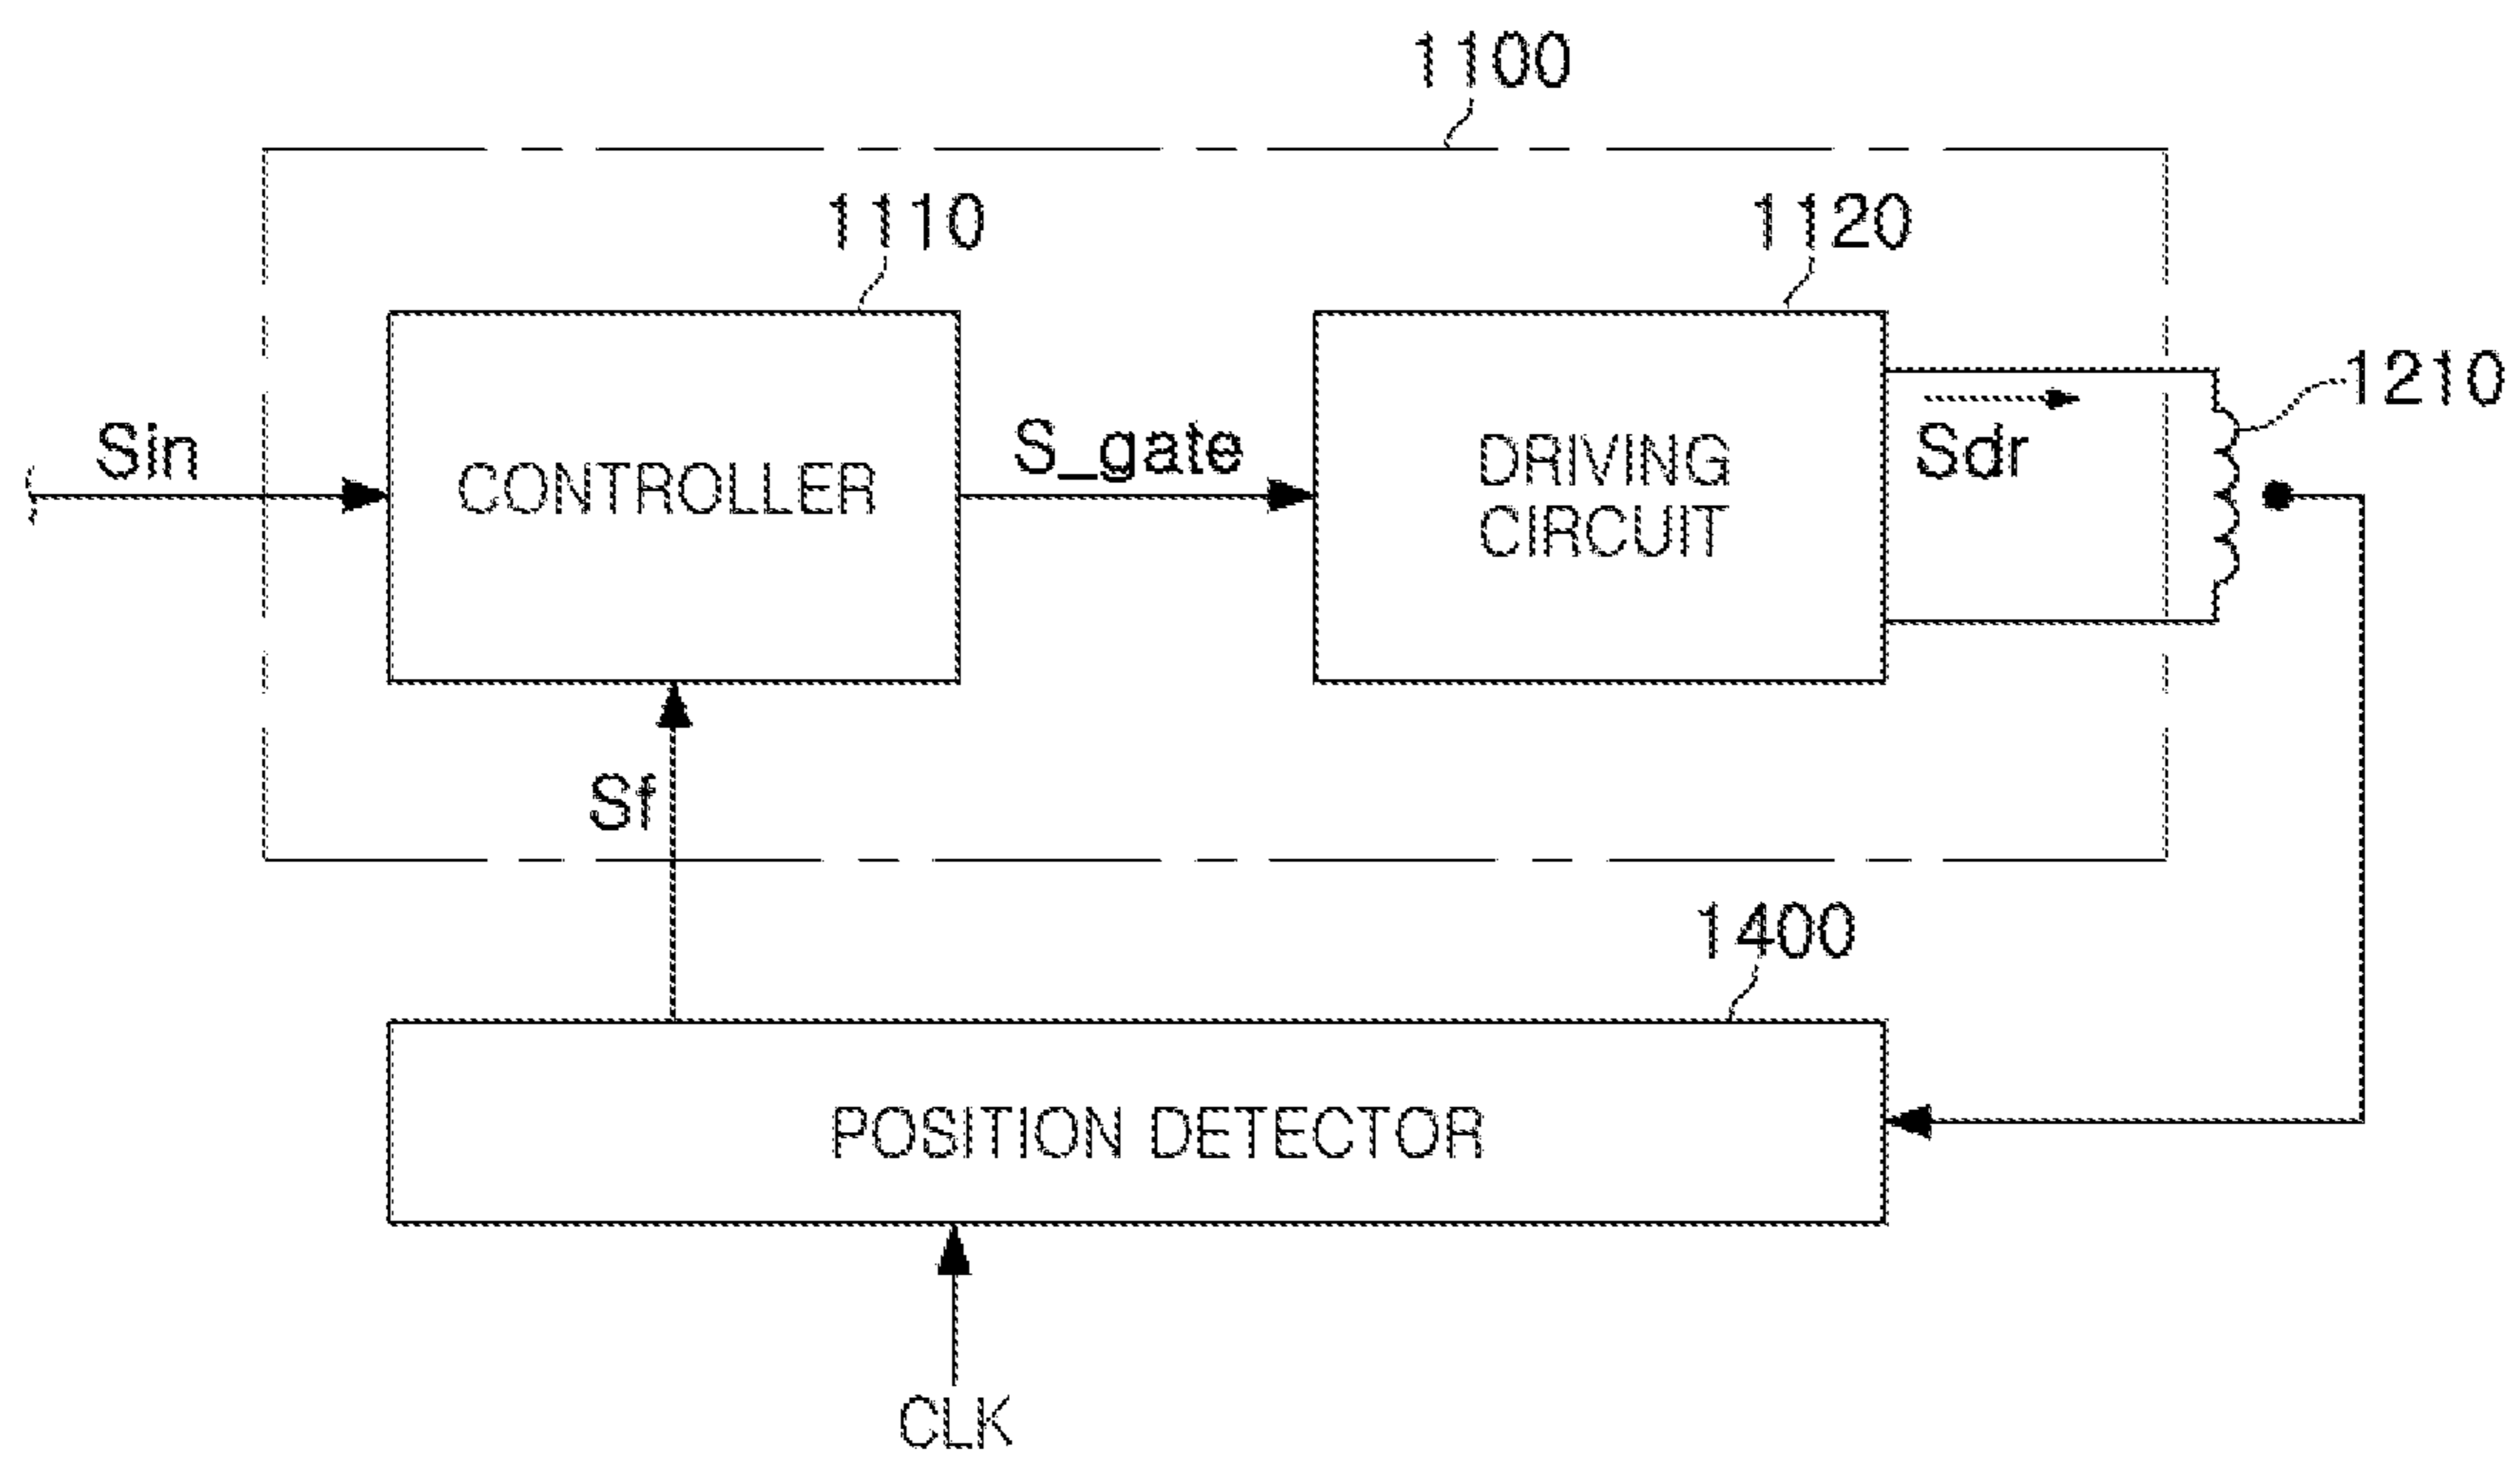 1100
1110
1120
1210
Sin
CONTROLLER
S_gate
DRIVING
CIRCUIT
Sdr
Sf
1400
POSITION DETECTOR
CLK